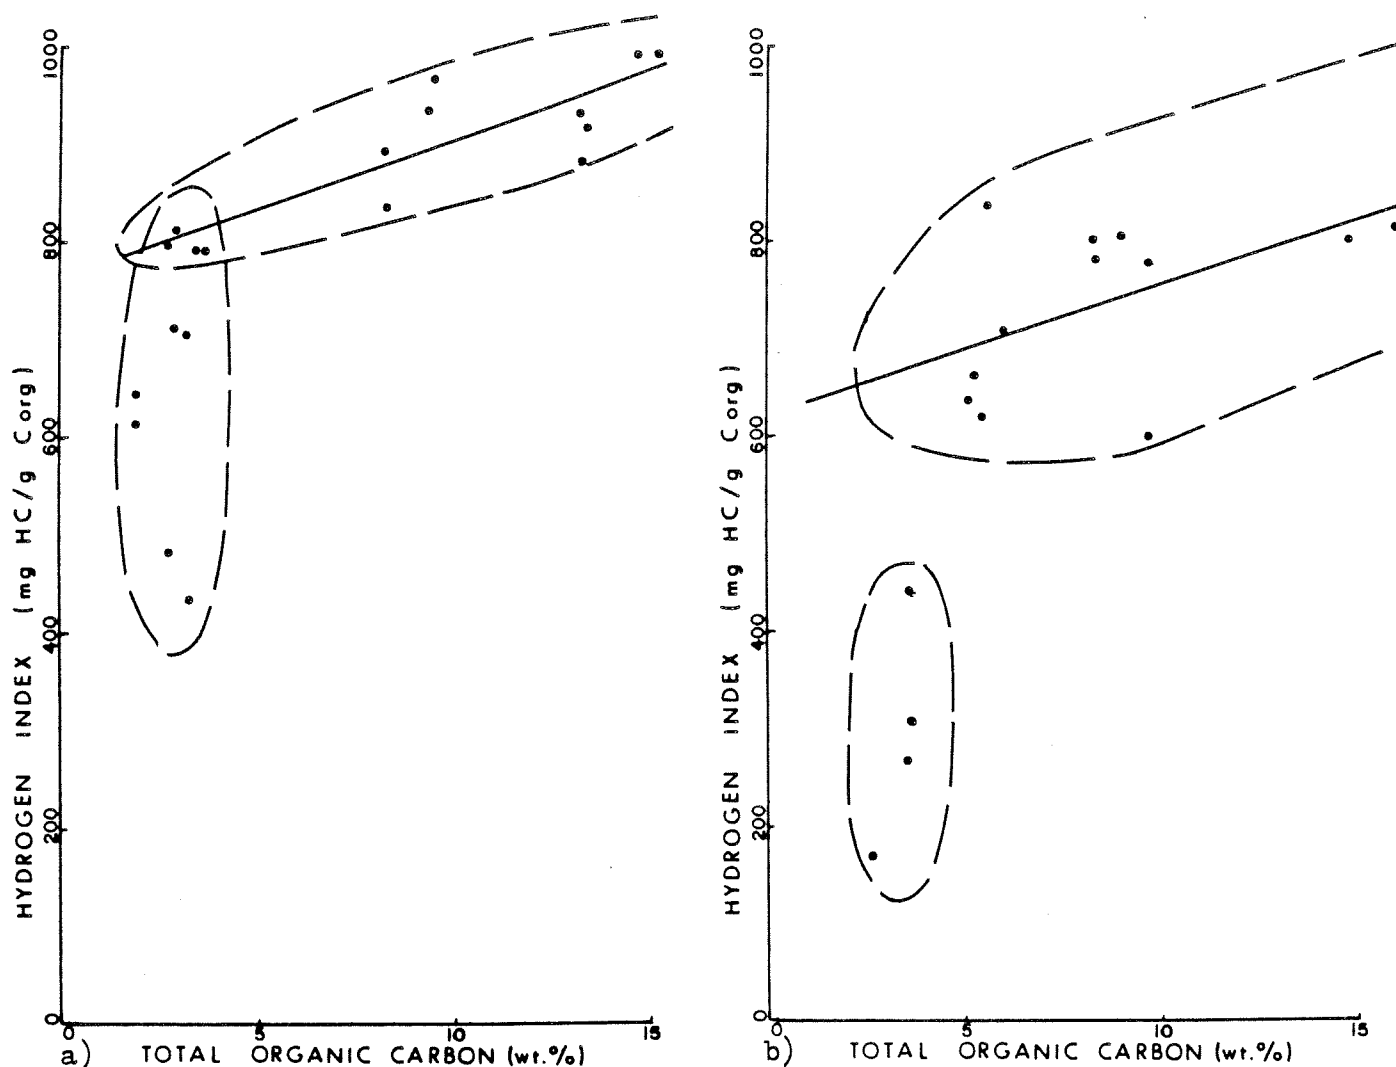 1000
800
600
400
200
0
HYDROGEN INDEX (mg HC/g Corg)
0 5 10 15
a) TOTAL ORGANIC CARBON (wt.%)
1000
800
600
400
200
0
HYDROGEN INDEX (mg HC/g Corg)
0 5 10 15
b) TOTAL ORGANIC CARBON (wt.%)